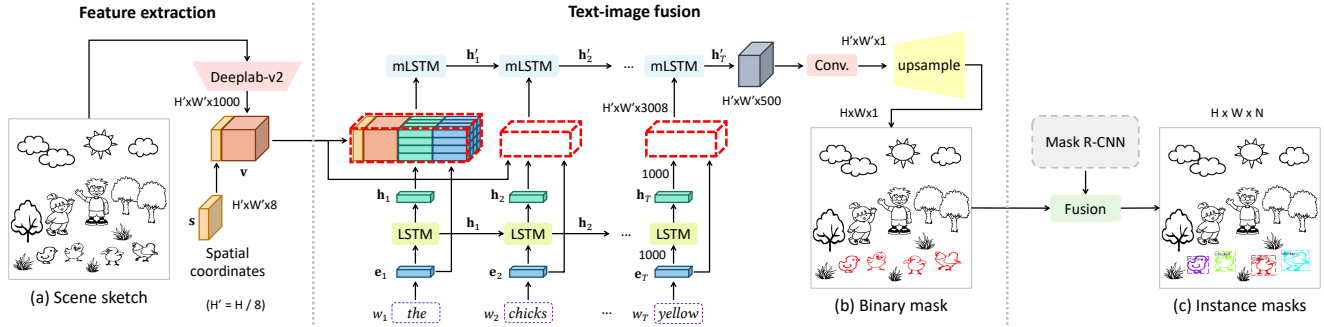 Feature extraction
Deeplab-v2
H'xW'x1000
v
s
H'xW'x8
Spatial
coordinates
(H' = H / 8)
(a) Scene sketch
Text-image fusion
mLSTM
h'₁
mLSTM
h'₂
...
mLSTM
h'T
H'xW'x500
Conv.
H'xW'x1
upsample
H'xW'x3008
HxWx1
h₁
h₂
1000
hT
LSTM
h₁
LSTM
h₂
...
LSTM
1000
e₁
e₂
eT
w₁ the
w₂ chicks
...
wT yellow
(b) Binary mask
Mask R-CNN
Fusion
H x W x N
(c) Instance masks